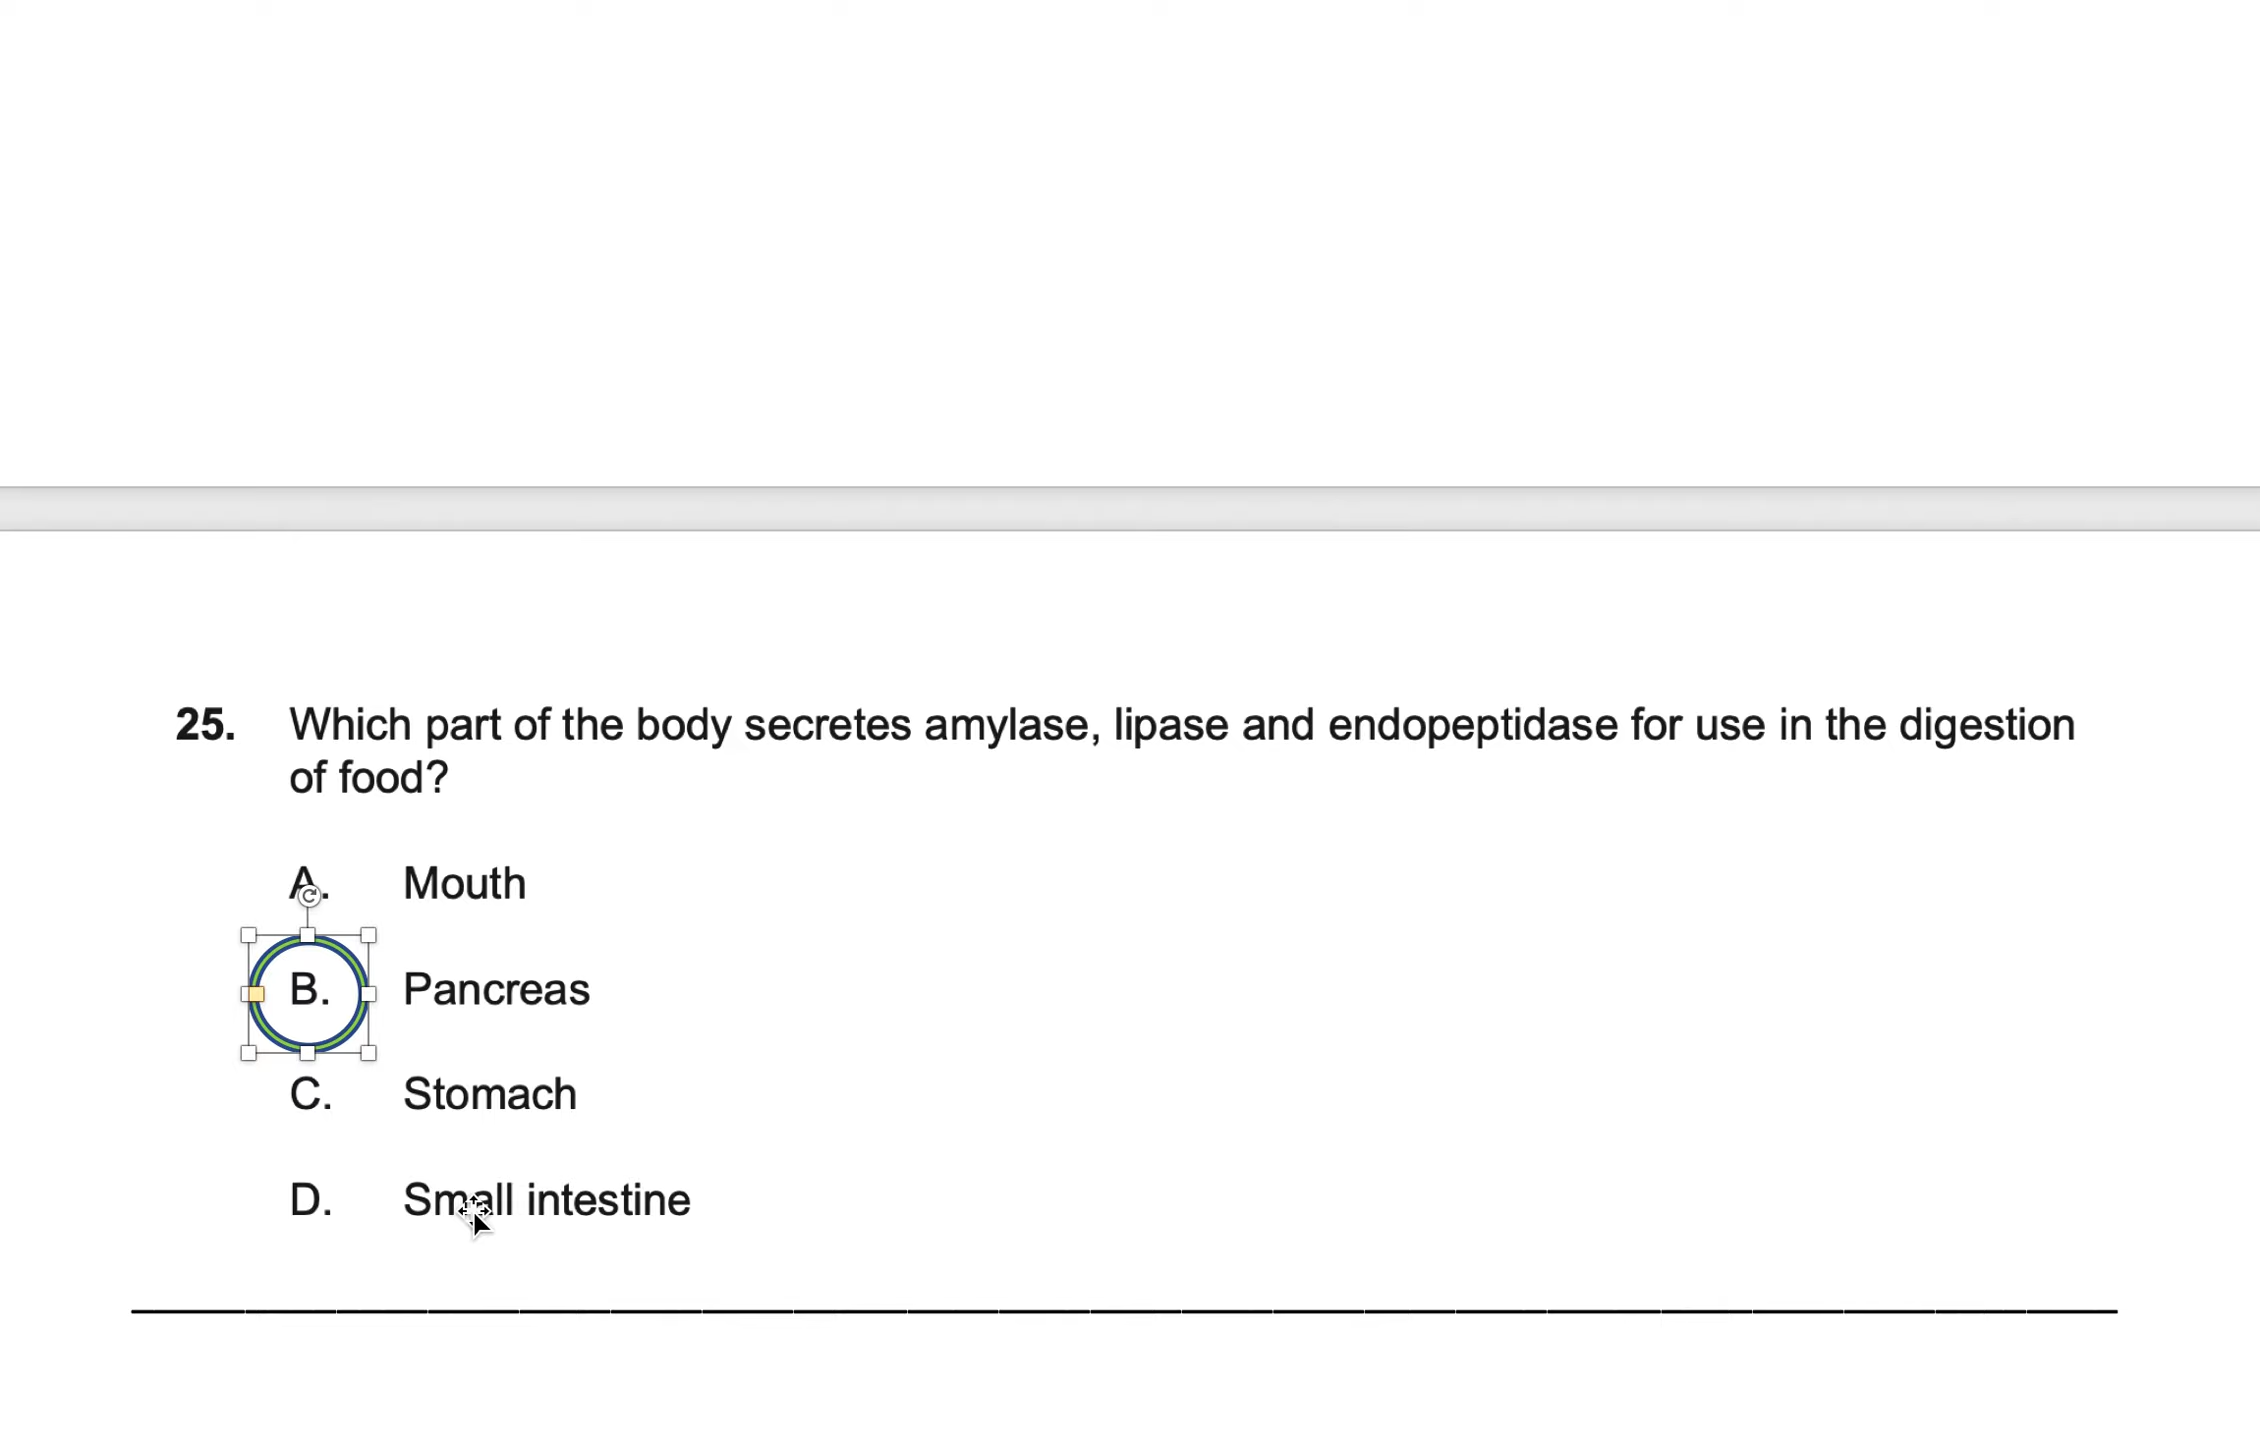 25. Which part of the body secretes amylase, lipase and endopeptidase for use in the digestion
of food?
A. Mouth
B. Pancreas
C. Stomach
D. Small intestine